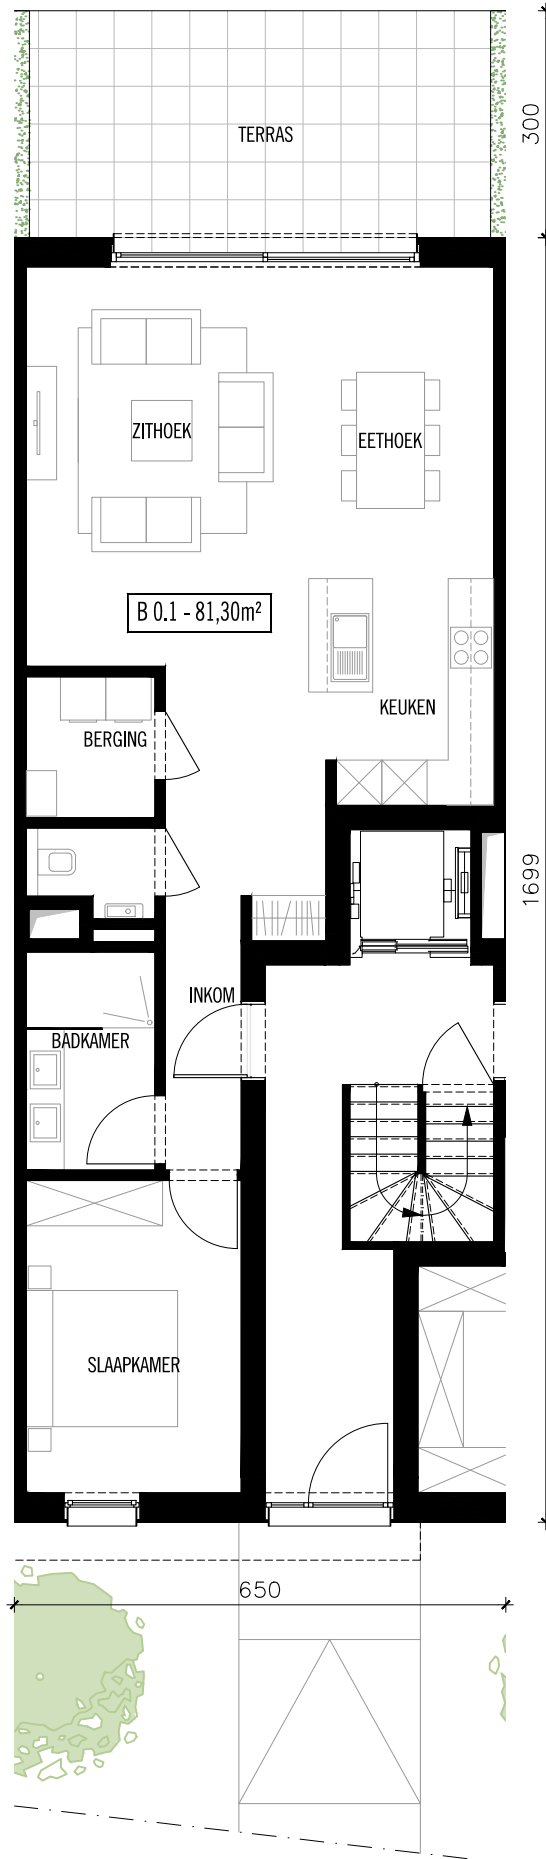 TERRAS
300
ZITHOEK
EETHOEK
B 0.1 - 81,30m²
KEUKEN
BERGING
1699
INKOM
BADKAMER
SLAAPKAMER
650